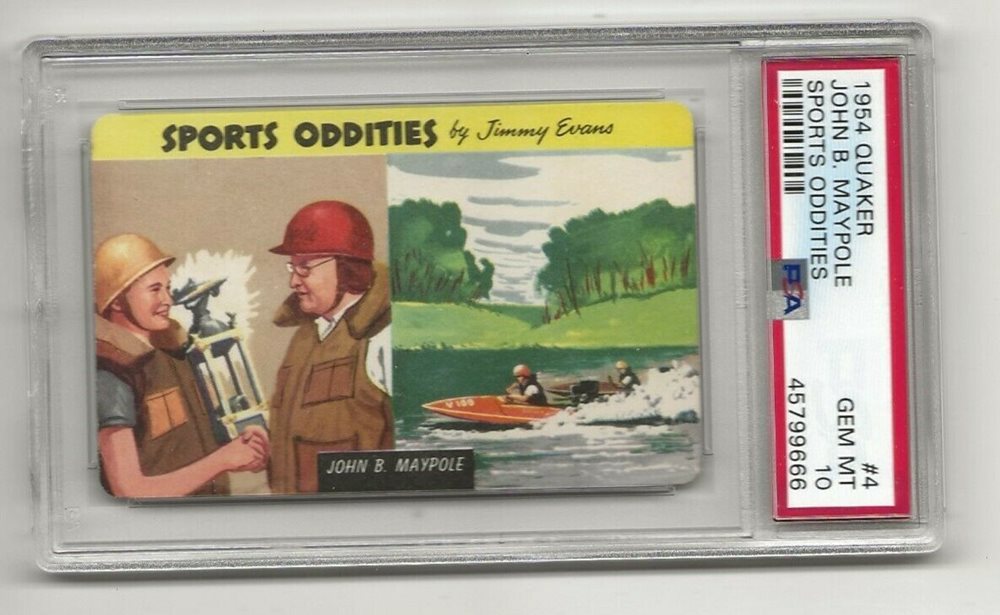 SPORTS ODDITIES by Jimmy Evans
JOHN B. MAYPOLE
V 100
1954 QUAKER
JOHN B. MAYPOLE
SPORTS ODDITIES
#4
GEM MT
10
45799666
PSA